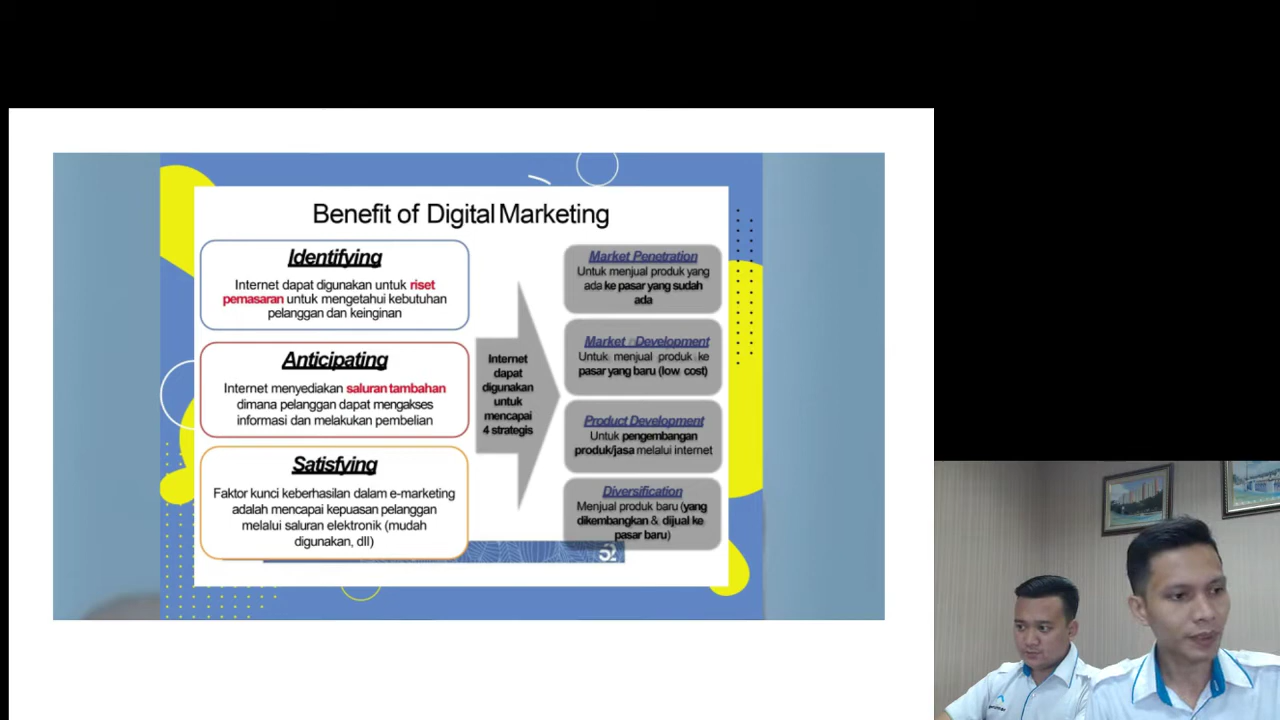 Benefit of Digital Marketing
Identifying
Internet dapat digunakan untuk riset
pemasaran untuk mengetahui kebutuhan
pelanggan dan keinginan
Anticipating
Internet menyediakan saluran tambahan
dimana pelanggan dapat mengakses
informasi dan melakukan pembelian
Satisfying
Faktor kunci keberhasilan dalam e-marketing
adalah mencapai kepuasan pelanggan
melalui saluran elektronik (mudah
digunakan, dll)
Internet
dapat
digunakan
untuk
mencapai
4 strategis
Market Penetration
Untuk menjual produk yang
ada ke pasar yang sudah
ada
Market Development
Untuk menjual produk ke
pasar yang baru (low cost)
Product Development
Untuk pengembangan
produk/jasa melalui internet
Diversification
Menjual produk baru (yang
dikembangkan & dijual ke
pasar baru)
52